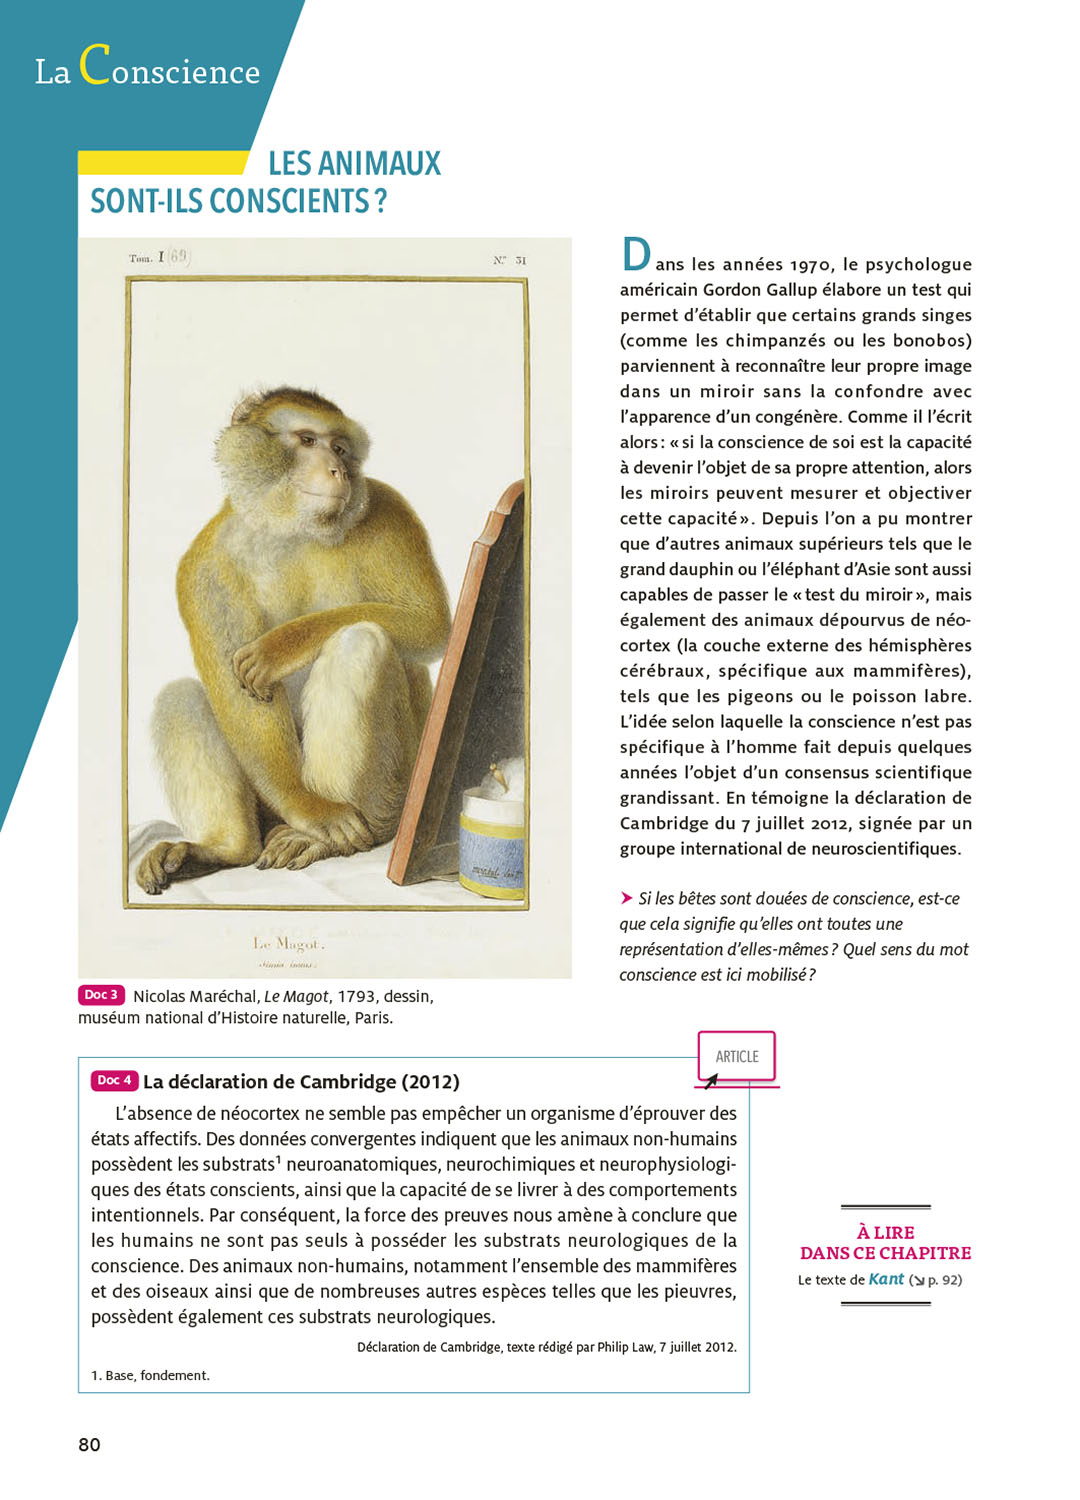 La Conscience
LES ANIMAUX
SONT-ILS CONSCIENTS ?
Tom. I (69)
N.º 31
Le Magot.
Simia inuus.
Doc 3 Nicolas Maréchal, Le Magot, 1793, dessin,
muséum national d’Histoire naturelle, Paris.
Dans les années 1970, le psychologue
américain Gordon Gallup élabore un test qui
permet d’établir que certains grands singes
(comme les chimpanzés ou les bonobos)
parviennent à reconnaître leur propre image
dans un miroir sans la confondre avec
l’apparence d’un congénère. Comme il l’écrit
alors : « si la conscience de soi est la capacité
à devenir l’objet de sa propre attention, alors
les miroirs peuvent mesurer et objectiver
cette capacité ». Depuis l’on a pu montrer
que d’autres animaux supérieurs tels que le
grand dauphin ou l’éléphant d’Asie sont aussi
capables de passer le « test du miroir », mais
également des animaux dépourvus de néo-
cortex (la couche externe des hémisphères
cérébraux, spécifique aux mammifères),
tels que les pigeons ou le poisson labre.
L’idée selon laquelle la conscience n’est pas
spécifique à l’homme fait depuis quelques
années l’objet d’un consensus scientifique
grandissant. En témoigne la déclaration de
Cambridge du 7 juillet 2012, signée par un
groupe international de neuroscientifiques.
➤ Si les bêtes sont douées de conscience, est-ce
que cela signifie qu’elles ont toutes une
représentation d’elles-mêmes ? Quel sens du mot
conscience est ici mobilisé ?
ARTICLE
Doc 4 La déclaration de Cambridge (2012)
L’absence de néocortex ne semble pas empêcher un organisme d’éprouver des
états affectifs. Des données convergentes indiquent que les animaux non-humains
possèdent les substrats¹ neuroanatomiques, neurochimiques et neurophysiologi-
ques des états conscients, ainsi que la capacité de se livrer à des comportements
intentionnels. Par conséquent, la force des preuves nous amène à conclure que
les humains ne sont pas seuls à posséder les substrats neurologiques de la
conscience. Des animaux non-humains, notamment l’ensemble des mammifères
et des oiseaux ainsi que de nombreuses autres espèces telles que les pieuvres,
possèdent également ces substrats neurologiques.
Déclaration de Cambridge, texte rédigé par Philip Law, 7 juillet 2012.
1. Base, fondement.
À LIRE
DANS CE CHAPITRE
Le texte de Kant (↘ p. 92)
80